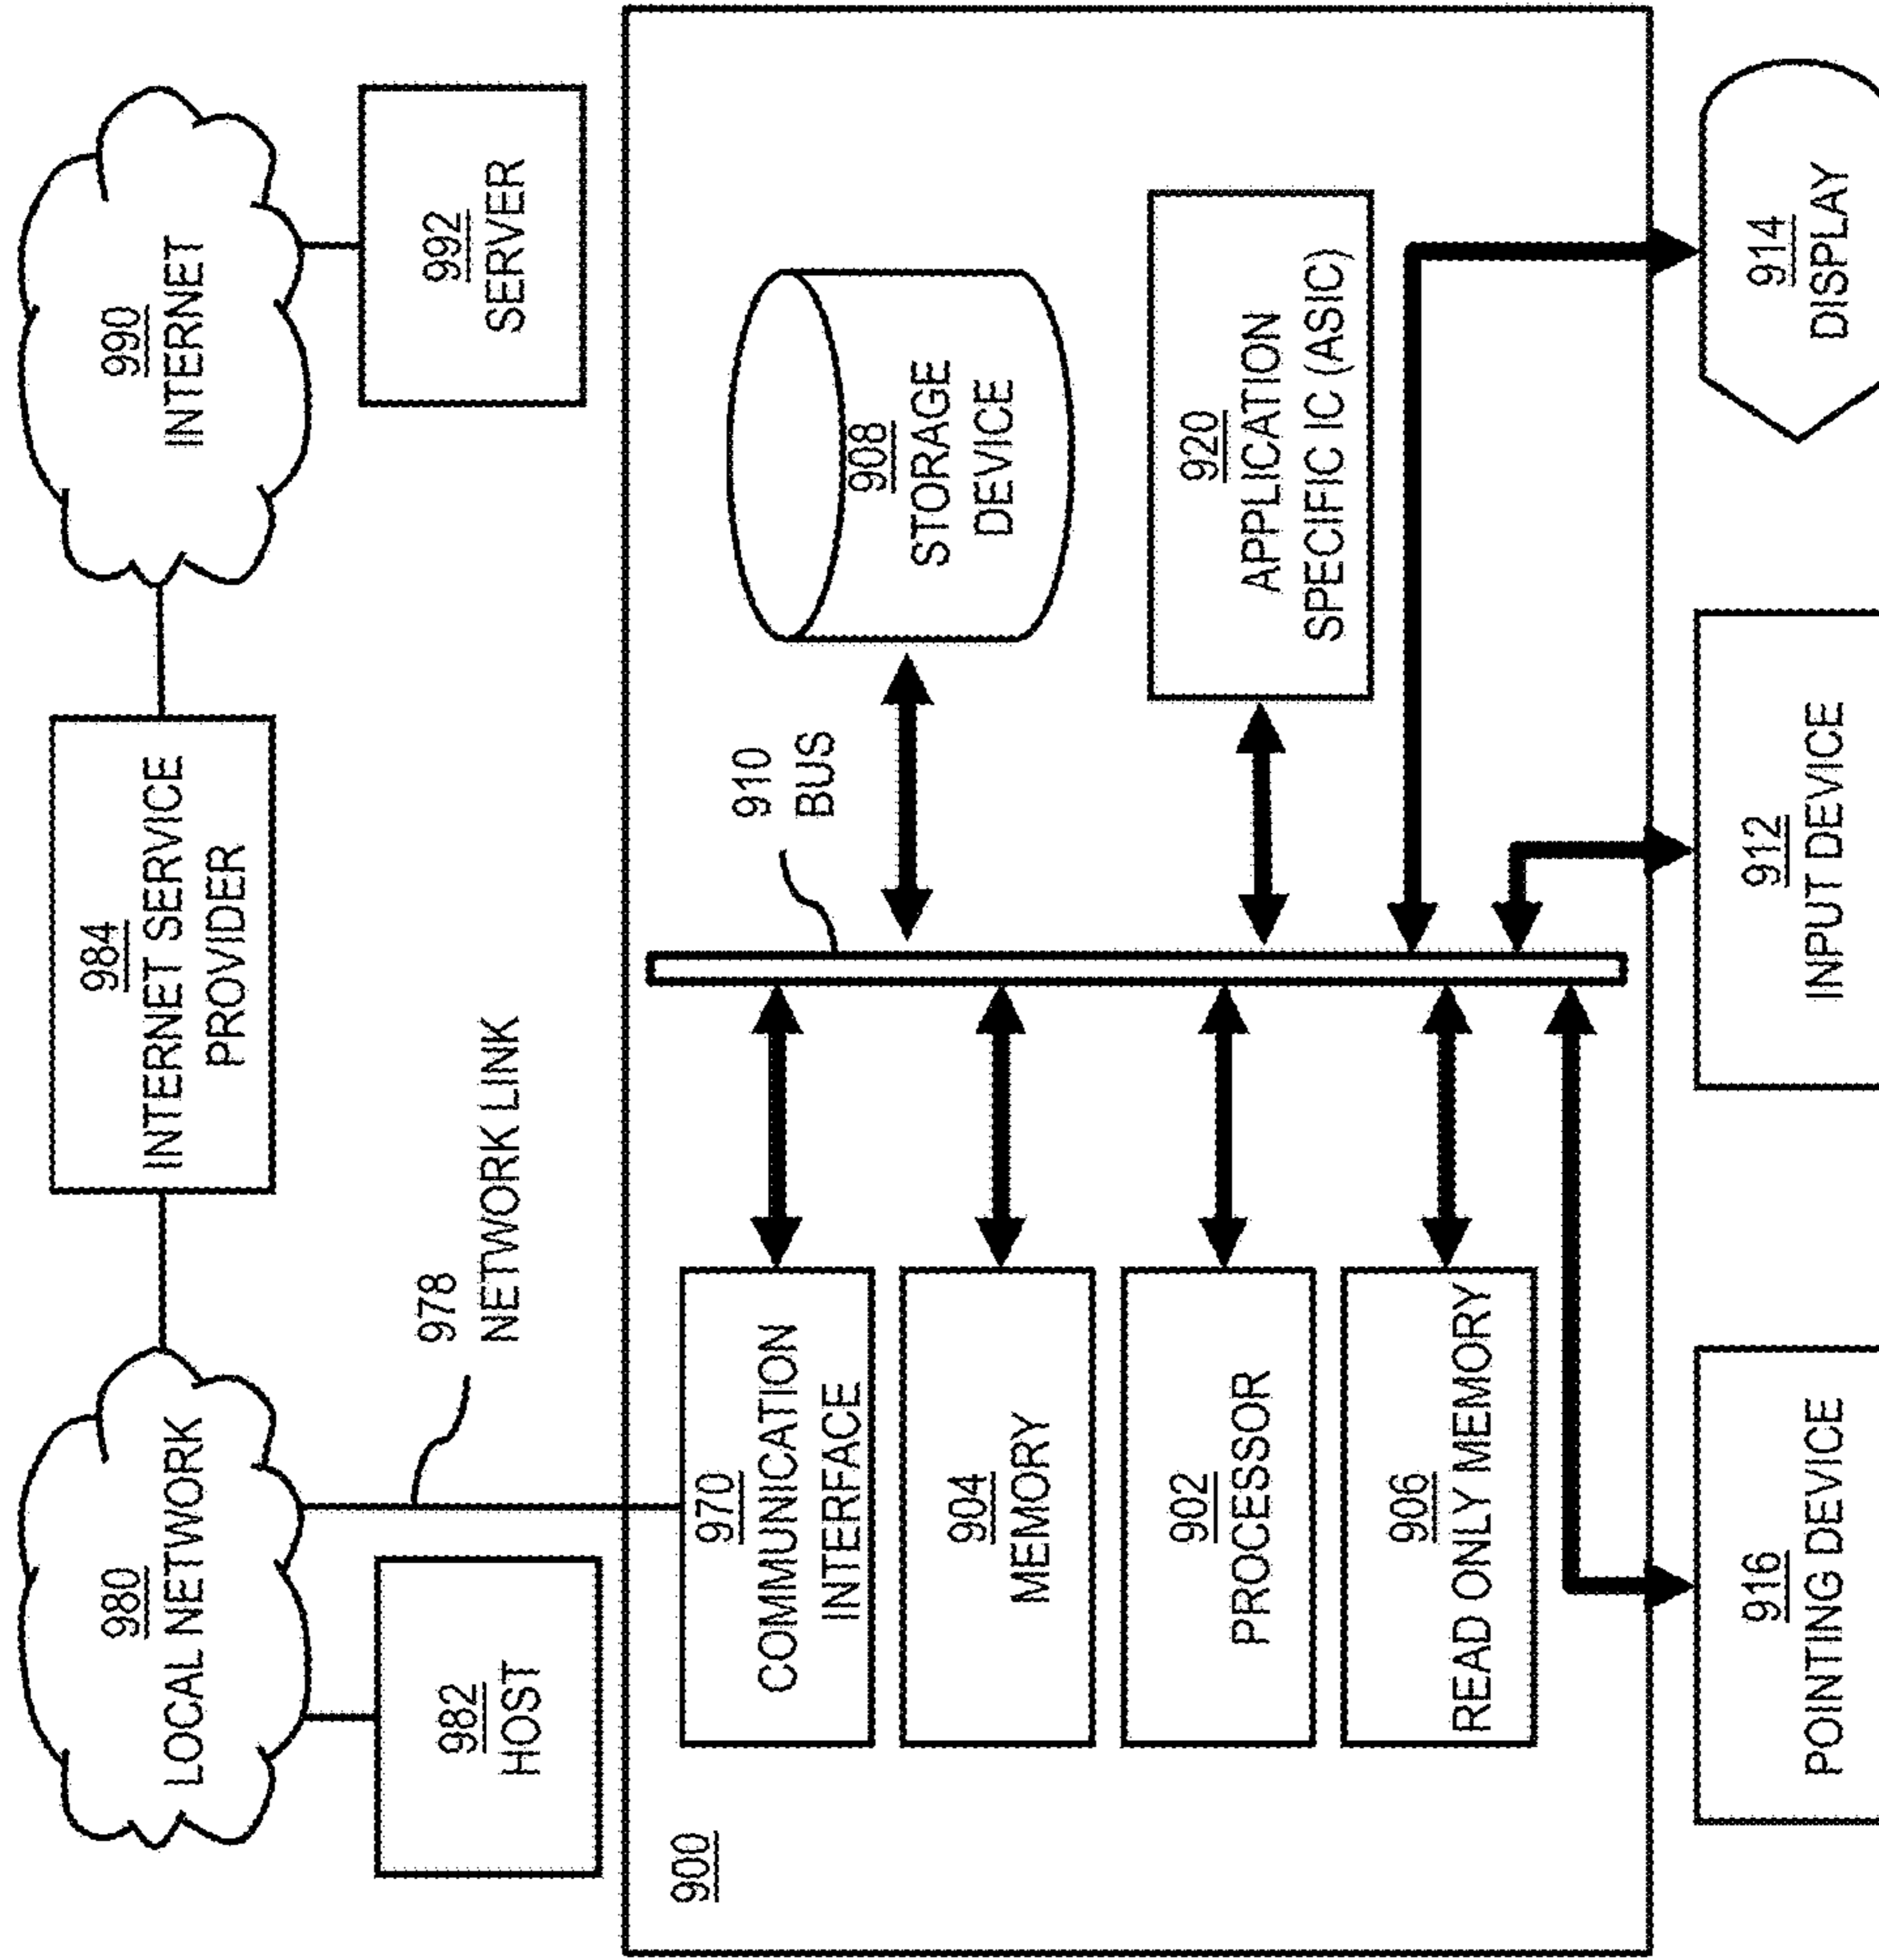 980
LOCAL NETWORK
984
INTERNET SERVICE
PROVIDER
990
INTERNET
982
HOST
978
NETWORK LINK
992
SERVER
900
970
COMMUNICATION
INTERFACE
910
BUS
908
STORAGE
DEVICE
904
MEMORY
902
PROCESSOR
920
APPLICATION
SPECIFIC IC (ASIC)
906
READ ONLY MEMORY
916
POINTING DEVICE
912
INPUT DEVICE
914
DISPLAY